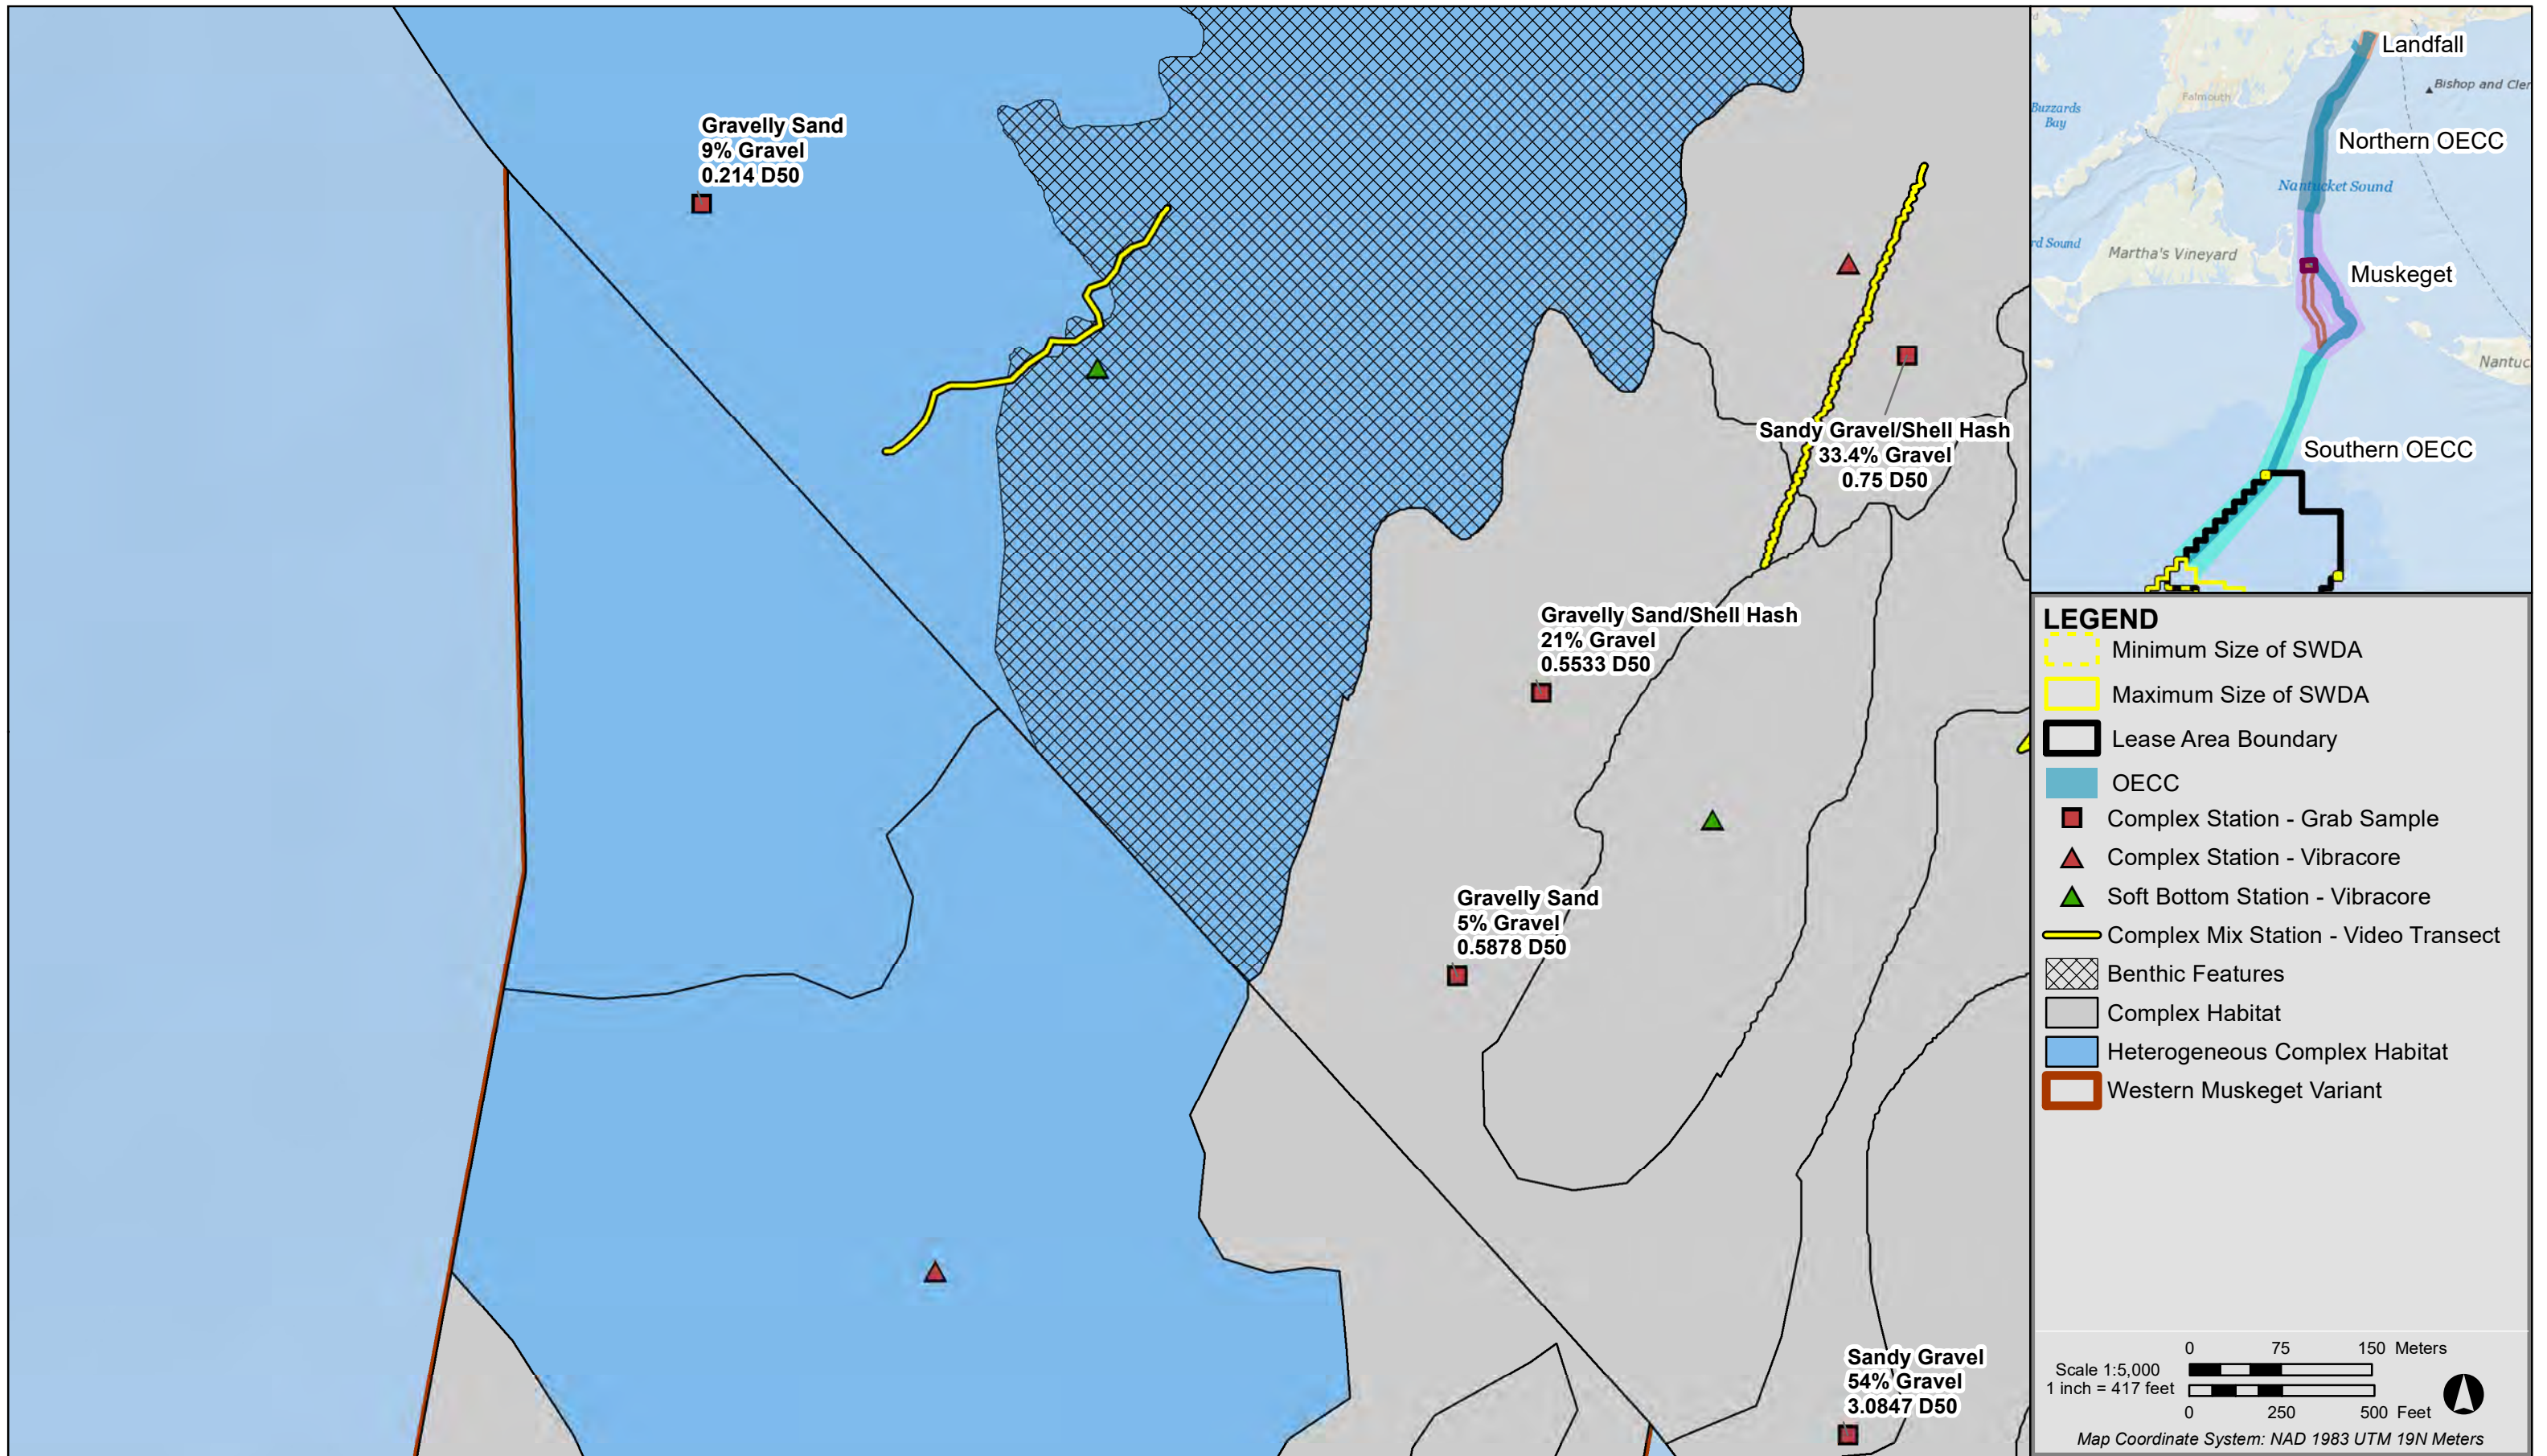 Gravelly Sand
9% Gravel
0.214 D50
Sandy Gravel/Shell Hash
33.4% Gravel
0.75 D50
Gravelly Sand/Shell Hash
21% Gravel
0.5533 D50
Gravelly Sand
5% Gravel
0.5878 D50
Sandy Gravel
54% Gravel
3.0847 D50
Landfall
Bishop and Cler
Falmouth
Buzzards
Bay
Northern OECC
Nantucket Sound
rd Sound
Martha's Vineyard
Muskeget
Nantuc
Southern OECC
LEGEND
Minimum Size of SWDA
Maximum Size of SWDA
Lease Area Boundary
OECC
Complex Station - Grab Sample
Complex Station - Vibracore
Soft Bottom Station - Vibracore
Complex Mix Station - Video Transect
Benthic Features
Complex Habitat
Heterogeneous Complex Habitat
Western Muskeget Variant
0 75 150 Meters
Scale 1:5,000
1 inch = 417 feet
0 250 500 Feet
Map Coordinate System: NAD 1983 UTM 19N Meters